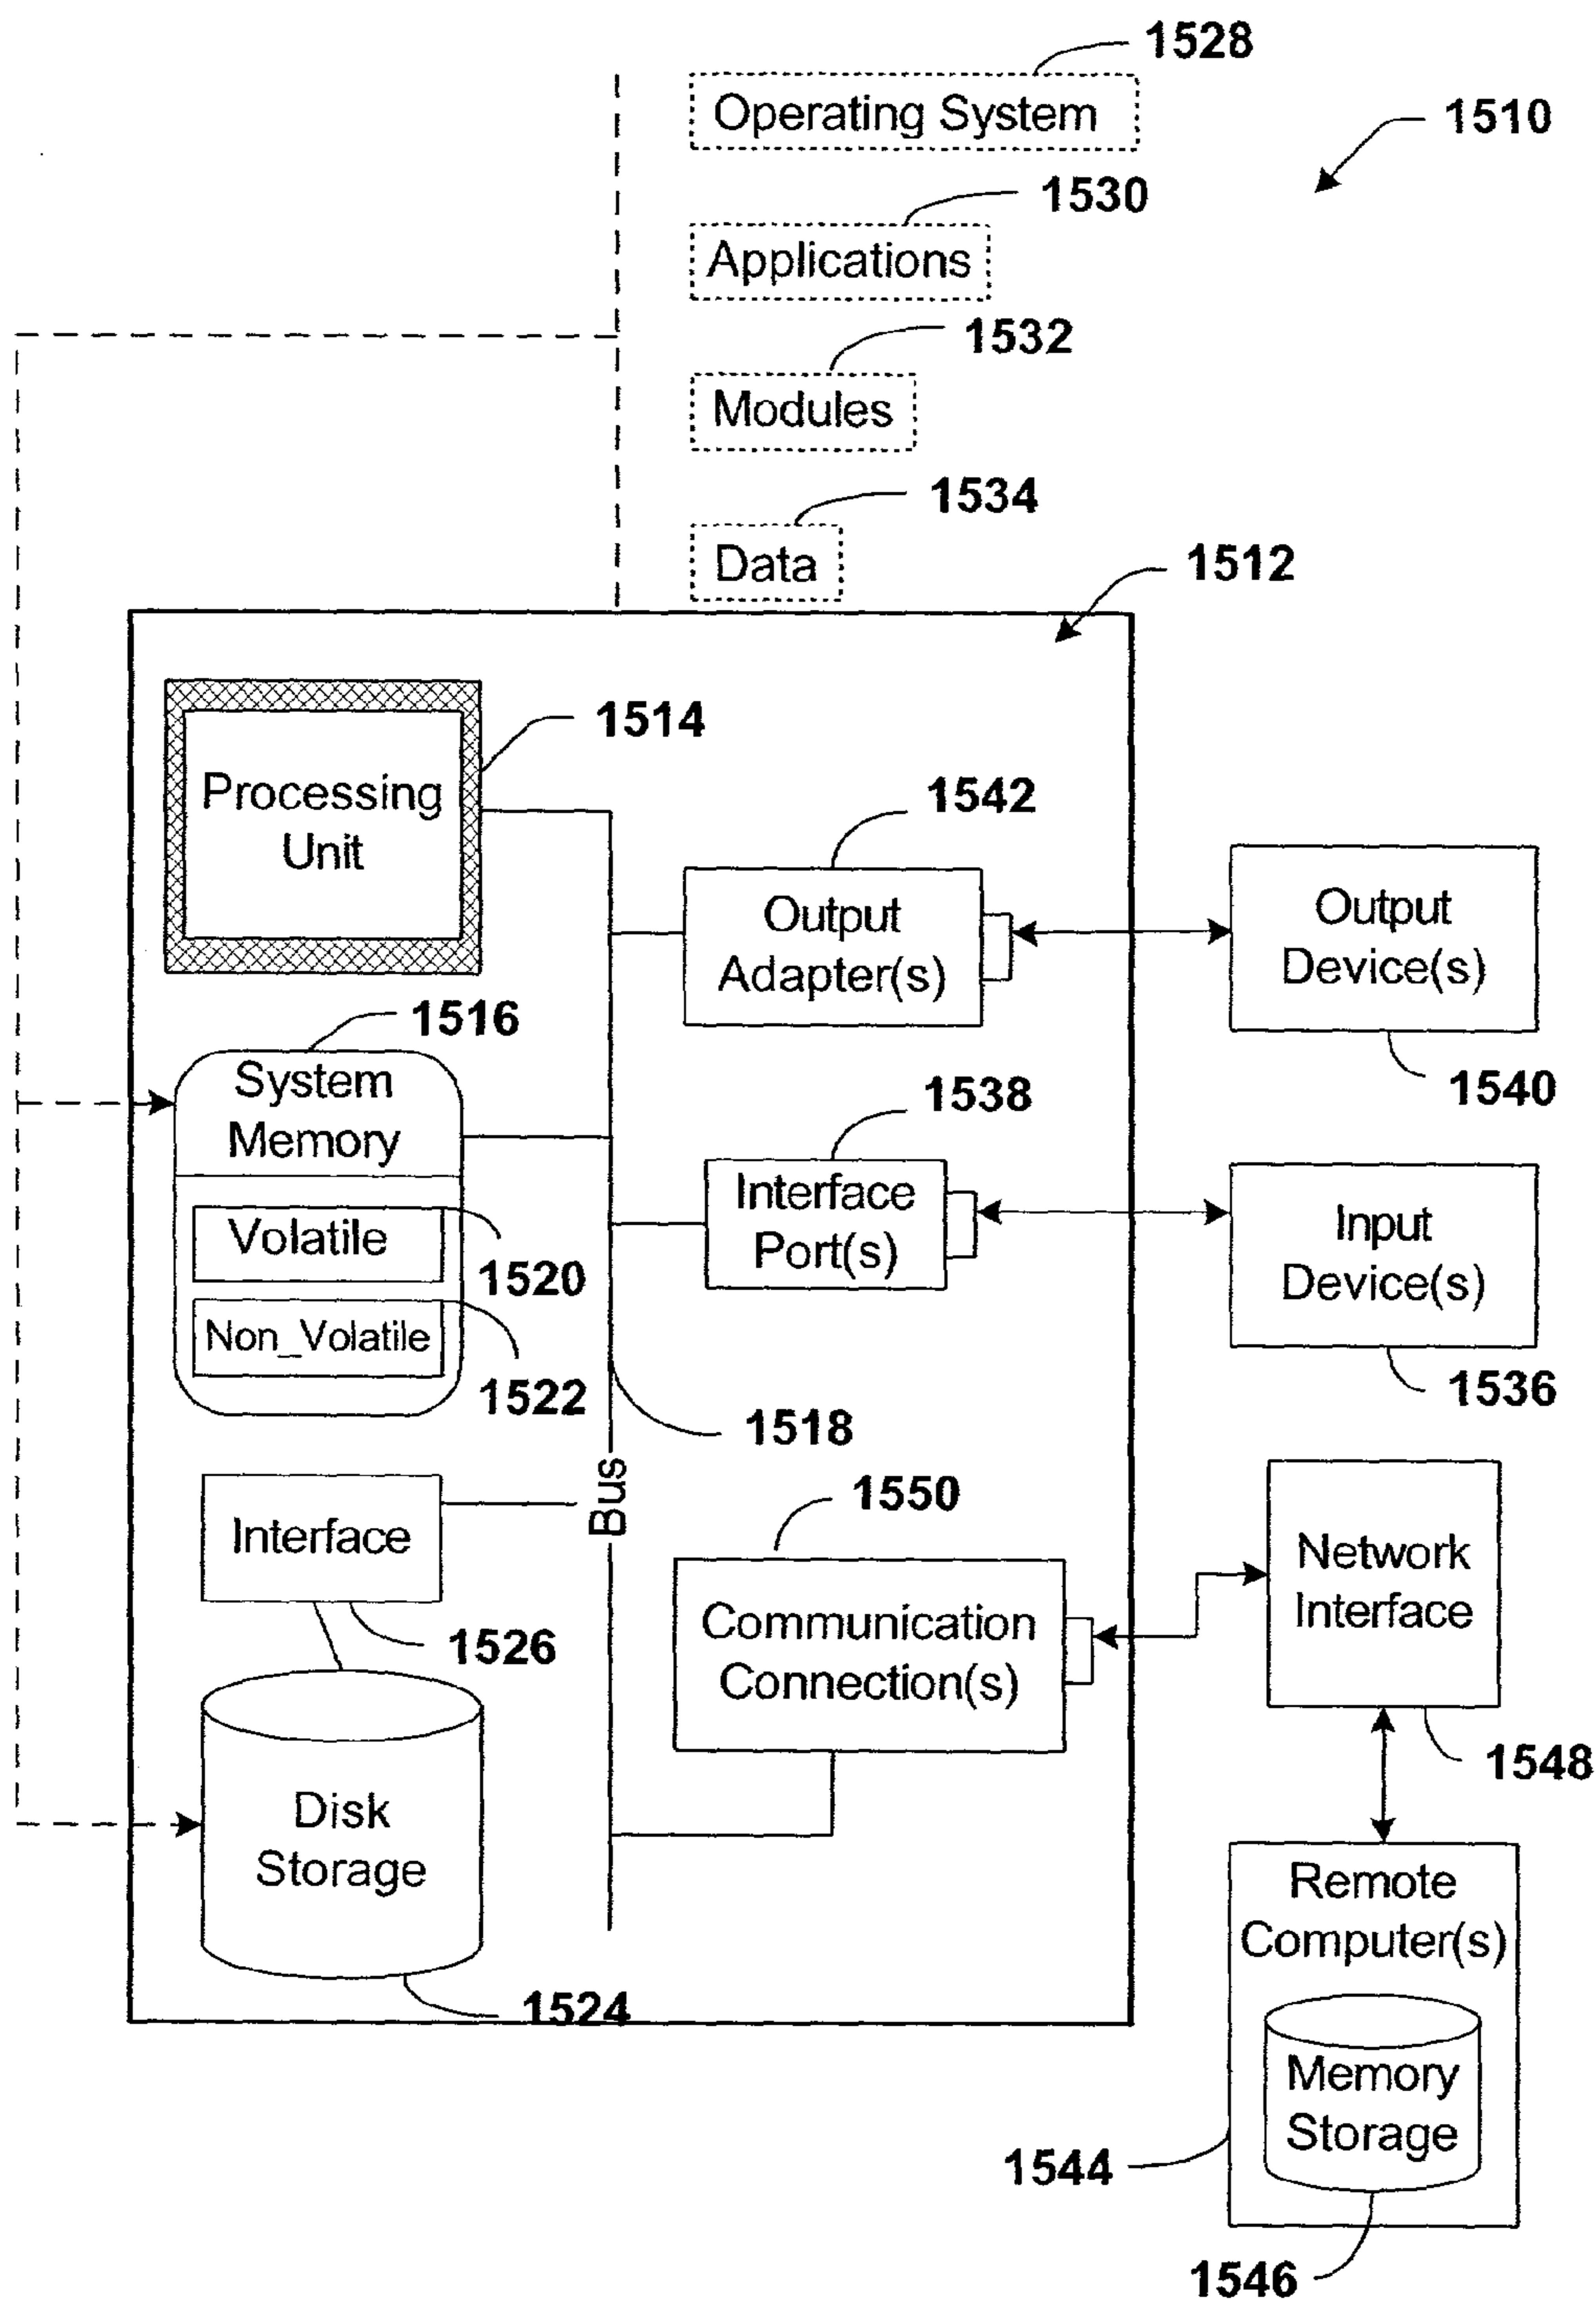 1528
Operating System
1510
1530
Applications
1532
Modules
1534
Data
1512
1514
Processing
Unit
1542
Output
Adapter(s)
Output
Device(s)
1540
1516
System
Memory
Volatile
1520
Non_Volatile
1522
1538
Interface
Port(s)
Input
Device(s)
1536
1518
Bus
Interface
1526
1550
Communication
Connection(s)
Network
Interface
1548
Disk
Storage
1524
Remote
Computer(s)
Memory
Storage
1544
1546